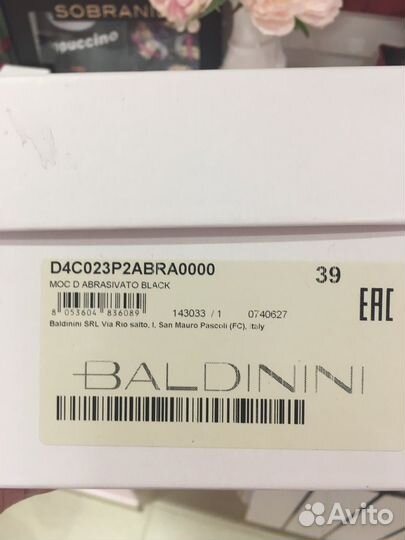 SOBRANIE
puccino
D4C023P2ABRA0000 39
MOC D ABRASIVATO BLACK
8 053604 836089 143033 / 1 0740627
Baldinini SRL Via Rio salto, I, San Mauro Pascoli (FC), Italy
EAC
BALDININI
Avito